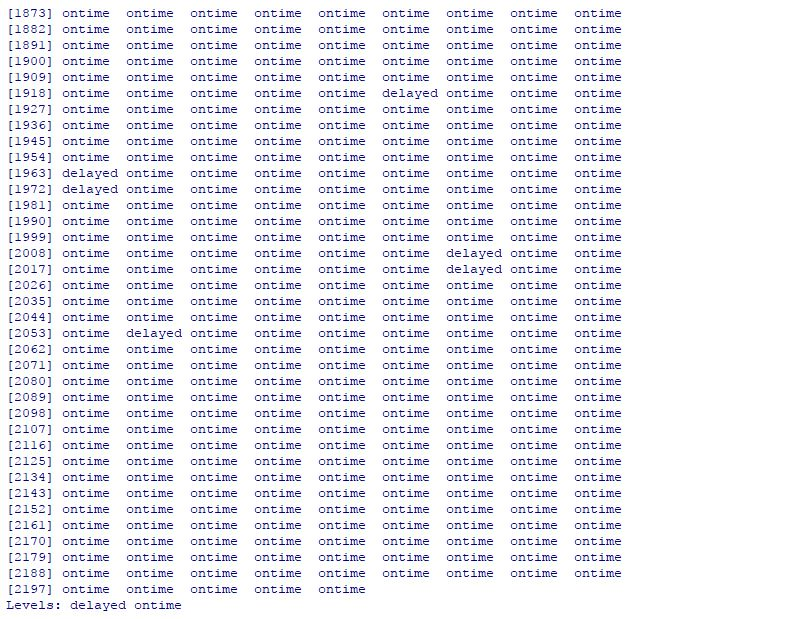 [1873] ontime  ontime  ontime  ontime  ontime  ontime  ontime  ontime  ontime
[1882] ontime  ontime  ontime  ontime  ontime  ontime  ontime  ontime  ontime
[1891] ontime  ontime  ontime  ontime  ontime  ontime  ontime  ontime  ontime
[1900] ontime  ontime  ontime  ontime  ontime  ontime  ontime  ontime  ontime
[1909] ontime  ontime  ontime  ontime  ontime  ontime  ontime  ontime  ontime
[1918] ontime  ontime  ontime  ontime  ontime  delayed ontime  ontime  ontime
[1927] ontime  ontime  ontime  ontime  ontime  ontime  ontime  ontime  ontime
[1936] ontime  ontime  ontime  ontime  ontime  ontime  ontime  ontime  ontime
[1945] ontime  ontime  ontime  ontime  ontime  ontime  ontime  ontime  ontime
[1954] ontime  ontime  ontime  ontime  ontime  ontime  ontime  ontime  ontime
[1963] delayed ontime  ontime  ontime  ontime  ontime  ontime  ontime  ontime
[1972] delayed ontime  ontime  ontime  ontime  ontime  ontime  ontime  ontime
[1981] ontime  ontime  ontime  ontime  ontime  ontime  ontime  ontime  ontime
[1990] ontime  ontime  ontime  ontime  ontime  ontime  ontime  ontime  ontime
[1999] ontime  ontime  ontime  ontime  ontime  ontime  ontime  ontime  ontime
[2008] ontime  ontime  ontime  ontime  ontime  ontime  delayed ontime  ontime
[2017] ontime  ontime  ontime  ontime  ontime  ontime  delayed ontime  ontime
[2026] ontime  ontime  ontime  ontime  ontime  ontime  ontime  ontime  ontime
[2035] ontime  ontime  ontime  ontime  ontime  ontime  ontime  ontime  ontime
[2044] ontime  ontime  ontime  ontime  ontime  ontime  ontime  ontime  ontime
[2053] ontime  delayed ontime  ontime  ontime  ontime  ontime  ontime  ontime
[2062] ontime  ontime  ontime  ontime  ontime  ontime  ontime  ontime  ontime
[2071] ontime  ontime  ontime  ontime  ontime  ontime  ontime  ontime  ontime
[2080] ontime  ontime  ontime  ontime  ontime  ontime  ontime  ontime  ontime
[2089] ontime  ontime  ontime  ontime  ontime  ontime  ontime  ontime  ontime
[2098] ontime  ontime  ontime  ontime  ontime  ontime  ontime  ontime  ontime
[2107] ontime  ontime  ontime  ontime  ontime  ontime  ontime  ontime  ontime
[2116] ontime  ontime  ontime  ontime  ontime  ontime  ontime  ontime  ontime
[2125] ontime  ontime  ontime  ontime  ontime  ontime  ontime  ontime  ontime
[2134] ontime  ontime  ontime  ontime  ontime  ontime  ontime  ontime  ontime
[2143] ontime  ontime  ontime  ontime  ontime  ontime  ontime  ontime  ontime
[2152] ontime  ontime  ontime  ontime  ontime  ontime  ontime  ontime  ontime
[2161] ontime  ontime  ontime  ontime  ontime  ontime  ontime  ontime  ontime
[2170] ontime  ontime  ontime  ontime  ontime  ontime  ontime  ontime  ontime
[2179] ontime  ontime  ontime  ontime  ontime  ontime  ontime  ontime  ontime
[2188] ontime  ontime  ontime  ontime  ontime  ontime  ontime  ontime  ontime
[2197] ontime  ontime  ontime  ontime  ontime
Levels: delayed ontime